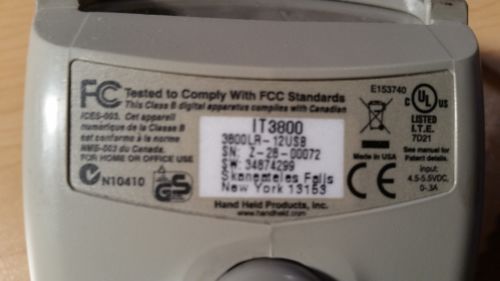 FC Tested to Comply With FCC Standards
This Class B digital apparatus complies with Canadian
ICES-003. Cet appareil
numérique de la Classe B
est conforme à la norme
NMB-003 du Canada.
FOR HOME OR OFFICE USE
N10410
GS
IT3800
3800LR-12USB
SN: Z-28-00072
SW: 34874299
Skaneateles Falls
New York 13153
Made in USA
CE
E153740
C UL US
LISTED
I.T.E.
7D21
See manual for
Patent details.
Input:
4.5-5.5VDC,
0-.3A
Hand Held Products, Inc.
www.handheld.com